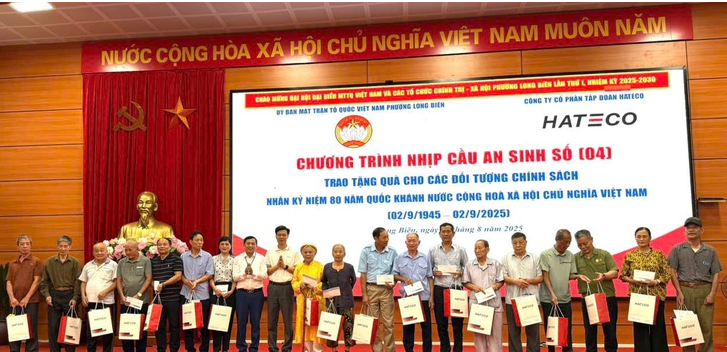 NƯỚC CỘNG HÒA XÃ HỘI CHỦ NGHĨA VIỆT NAM MUÔN NĂM
CHÀO MỪNG ĐẠI HỘI ĐẠI BIỂU MTTQ VIỆT NAM VÀ CÁC TỔ CHỨC CHÍNH TRỊ - XÃ HỘI PHƯỜNG LONG BIÊN LẦN THỨ I, NHIỆM KỲ 2025-2030
ỦY BAN MẶT TRẬN TỔ QUỐC VIỆT NAM PHƯỜNG LONG BIÊN
CÔNG TY CỔ PHẦN TẬP ĐOÀN HATECO
HATECO
CHƯƠNG TRÌNH NHỊP CẦU AN SINH SỐ (04)
TRAO TẶNG QUÀ CHO CÁC ĐỐI TƯỢNG CHÍNH SÁCH
NHÂN KỶ NIỆM 80 NĂM QUỐC KHÁNH NƯỚC CỘNG HOÀ XÃ HỘI CHỦ NGHĨA VIỆT NAM
(02/9/1945 – 02/9/2025)
Biên, ngày tháng 8 năm 2025
HATECO
HATECO
HATECO
HATECO